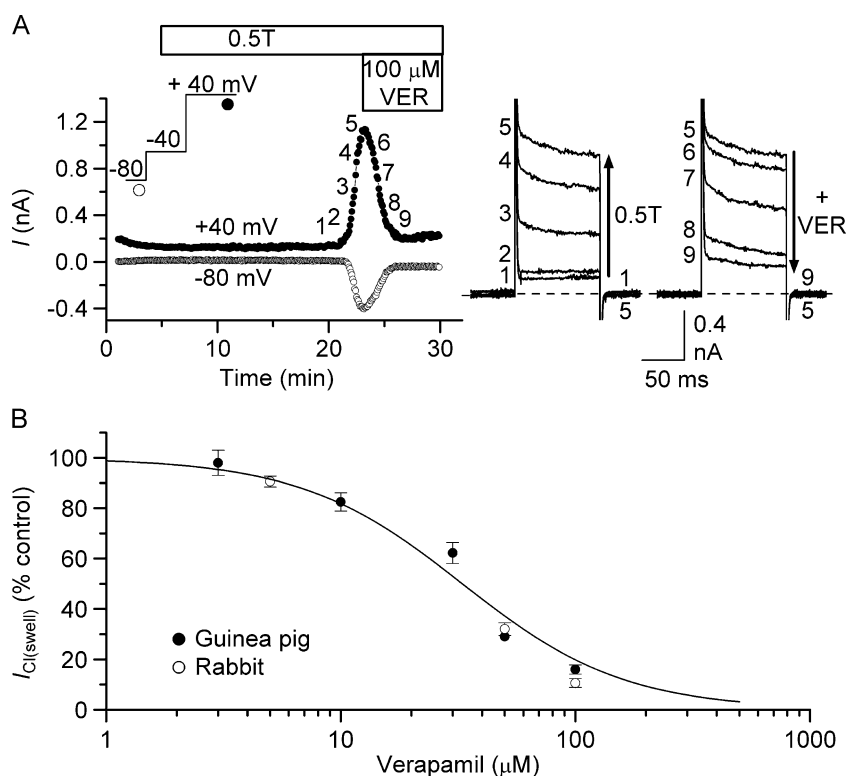 A
0.5T
100 μM
VER
+ 40 mV
-40
-80
1.2
0.8
0.4
0.0
-0.4
I (nA)
5
4
3
1 2
6
7
8
9
+40 mV
-80 mV
0
10
20
30
Time (min)
5
4
3
2
1
0.5T
1
5
5
6
7
8
9
+
VER
9
5
0.4
nA
50 ms
B
100
80
60
40
20
0
ICl(swell) (% control)
Guinea pig
Rabbit
1
10
100
1000
Verapamil (μM)